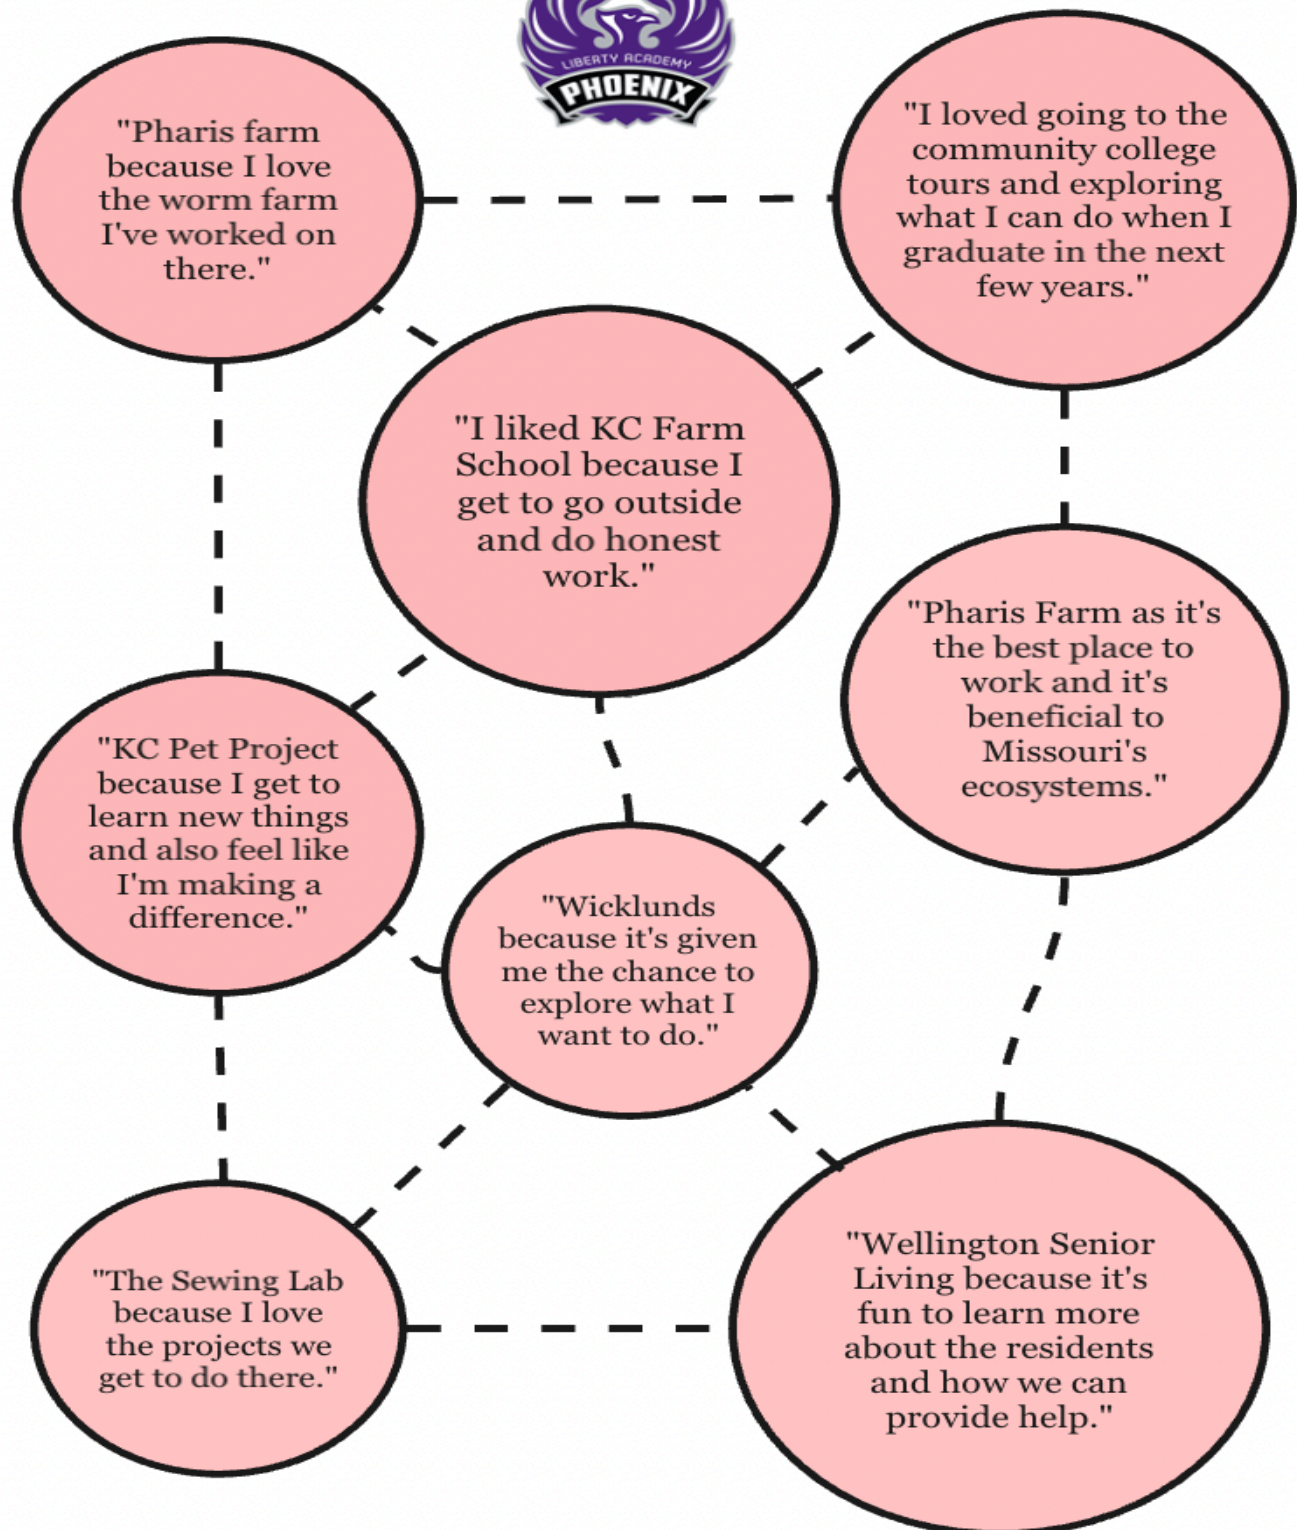 LIBERTY ACADEMY
PHOENIX
"Pharis farm
because I love
the worm farm
I've worked on
there."
"I loved going to the
community college
tours and exploring
what I can do when I
graduate in the next
few years."
"I liked KC Farm
School because I
get to go outside
and do honest
work."
"Pharis Farm as it's
the best place to
work and it's
beneficial to
Missouri's
ecosystems."
"KC Pet Project
because I get to
learn new things
and also feel like
I'm making a
difference."
"Wicklunds
because it's given
me the chance to
explore what I
want to do."
"The Sewing Lab
because I love
the projects we
get to do there."
"Wellington Senior
Living because it's
fun to learn more
about the residents
and how we can
provide help."